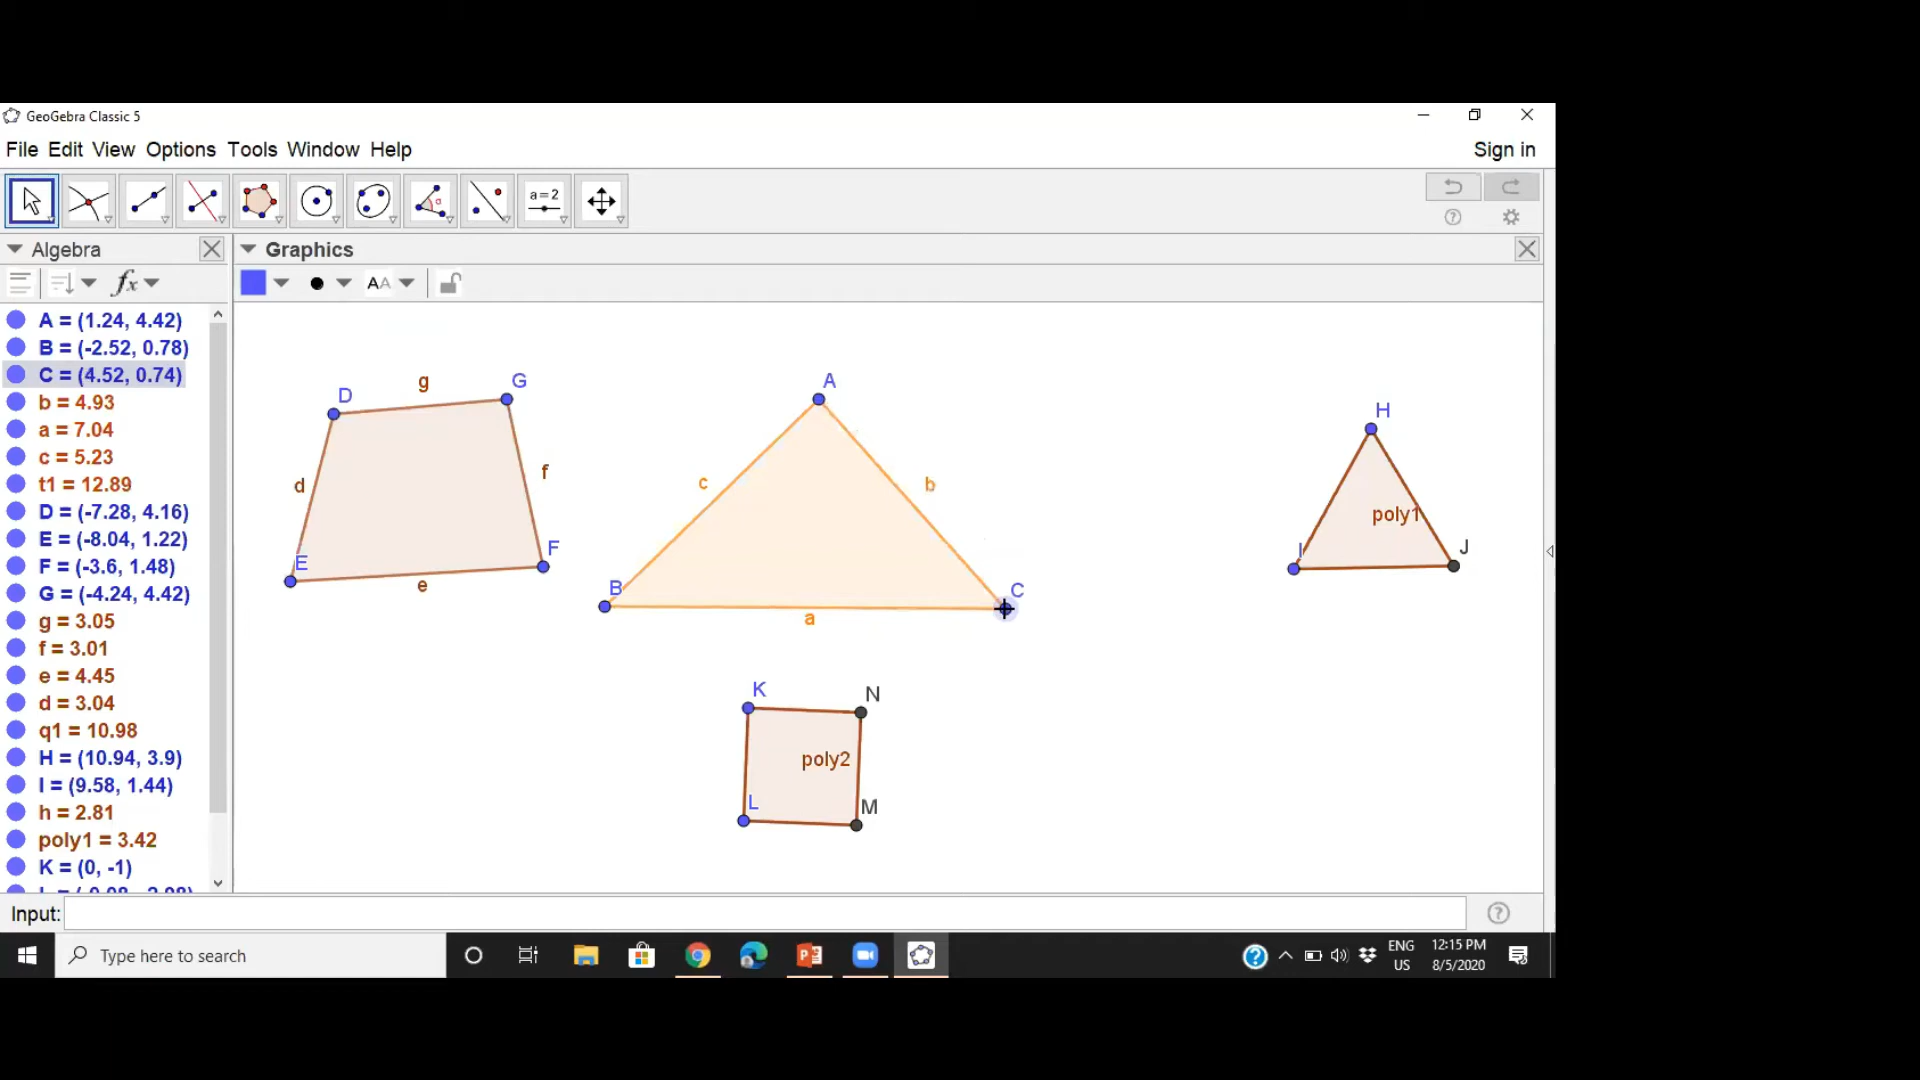 GeoGebra Classic 5
File Edit View Options Tools Window Help
Sign in
α
a=2
Algebra
Graphics
fx
AA
A = (1.24, 4.42)
B = (-2.52, 0.78)
C = (4.52, 0.74)
b = 4.93
a = 7.04
c = 5.23
t1 = 12.89
D = (-7.28, 4.16)
E = (-8.04, 1.22)
F = (-3.6, 1.48)
G = (-4.24, 4.42)
g = 3.05
f = 3.01
e = 4.45
d = 3.04
q1 = 10.98
H = (10.94, 3.9)
I = (9.58, 1.44)
h = 2.81
poly1 = 3.42
K = (0, -1)
D
g
G
d
f
E
F
e
A
c
b
B
C
a
H
poly1
I
J
K
N
poly2
L
M
Input:
Type here to search
ENG
US
12:15 PM
8/5/2020